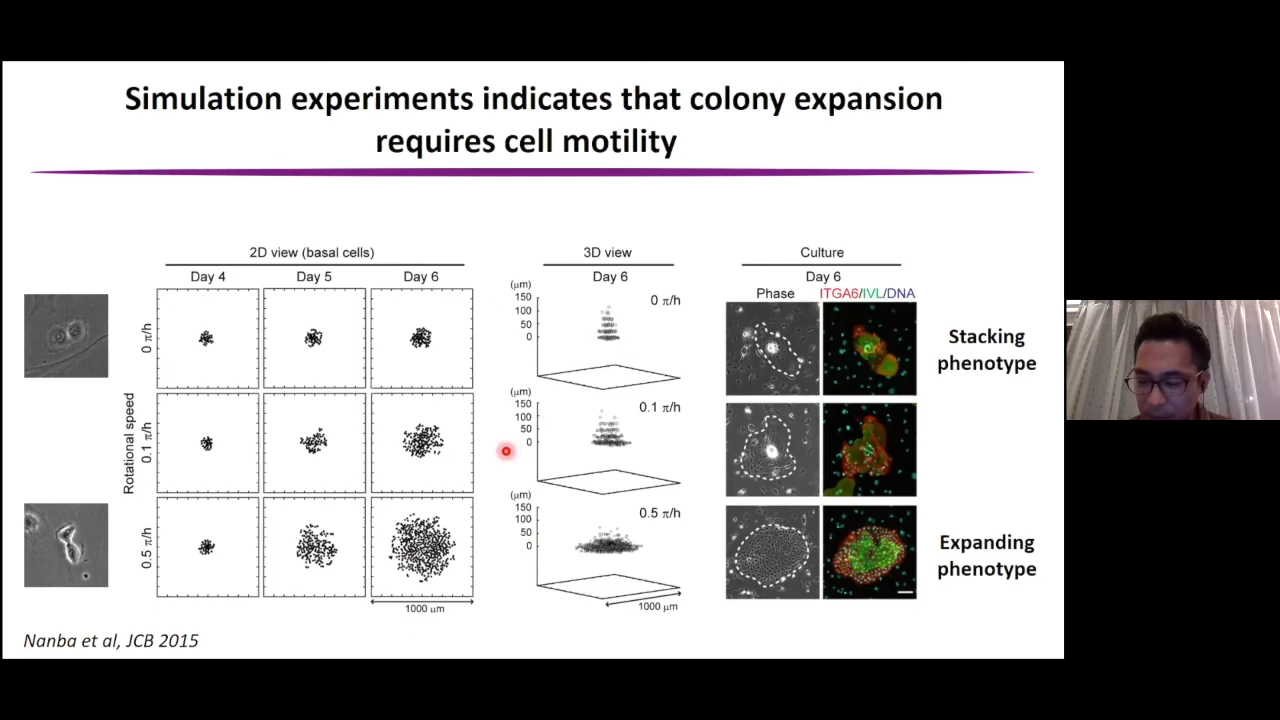 Simulation experiments indicates that colony expansion
requires cell motility
2D view (basal cells)
Day 4
Day 5
Day 6
Rotational speed
0 π/h
0.1 π/h
0.5 π/h
1000 μm
3D view
Day 6
(μm)
150
100
50
0
0 π/h
(μm)
150
100
50
0
0.1 π/h
(μm)
150
100
50
0
0.5 π/h
1000 μm
Culture
Day 6
Phase
ITGA6/IVL/DNA
Stacking
phenotype
Expanding
phenotype
Nanba et al, JCB 2015